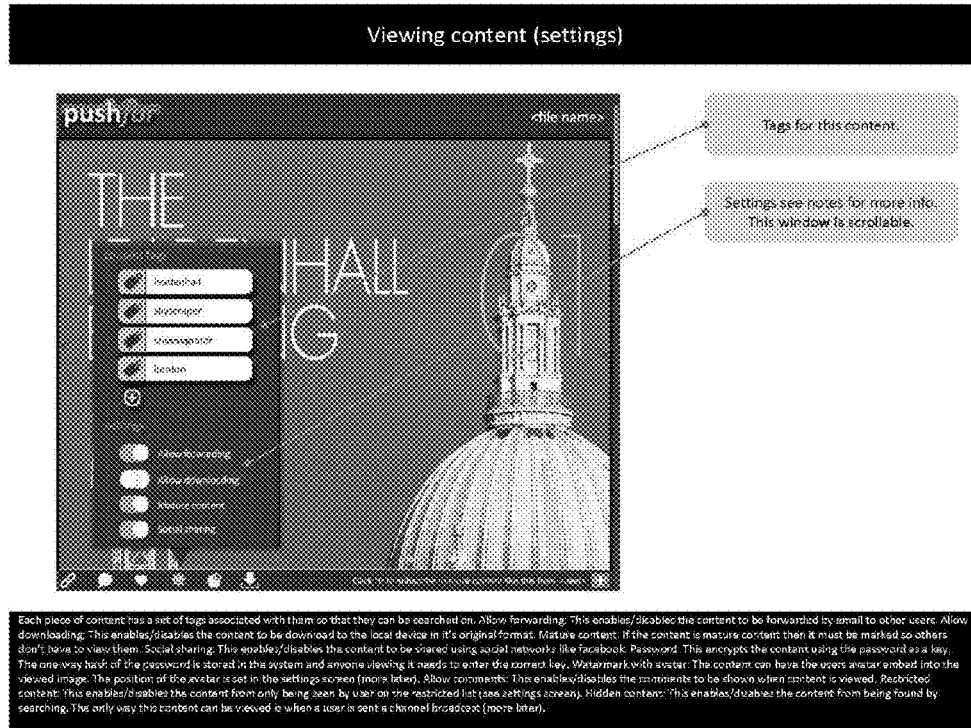 Viewing content (settings)
pushfor
<file name>
Tags for this content.
THE
Settings see notes for more info.
This window is scrollable.
HALL
leadenhall
skyscraper
IG
london
Allow forwarding
Allow downloading
Mature content
Social sharing
Each piece of content has a set of tags associated with them so that they can be searched on. Allow forwarding: This enables/disables the content to be forwarded by email to other users. Allow
downloading: This enables/disables the content to be download to the local device in it's original format. Mature content: If the content is mature content then it must be marked so others
don't have to view them. Social sharing: This enables/disables the content to be shared using social networks like facebook. Password: This encrypts the content using the password as a key.
The one-way hash of the password is stored in the system and anyone viewing it needs to enter the correct key. Watermark with avatar: The content can have the users avatar embed into the
viewed image. The position of the avatar is set in the settings screen (more later). Allow comments: This enables/disables the comments to be shown when content is viewed. Restricted
content: This enables/disables the content from only being seen by user on the restricted list (see settings screen). Hidden content: This enables/disables the content from being found by
searching. The only way this content can be viewed is when a user is sent a channel broadcast (more later).